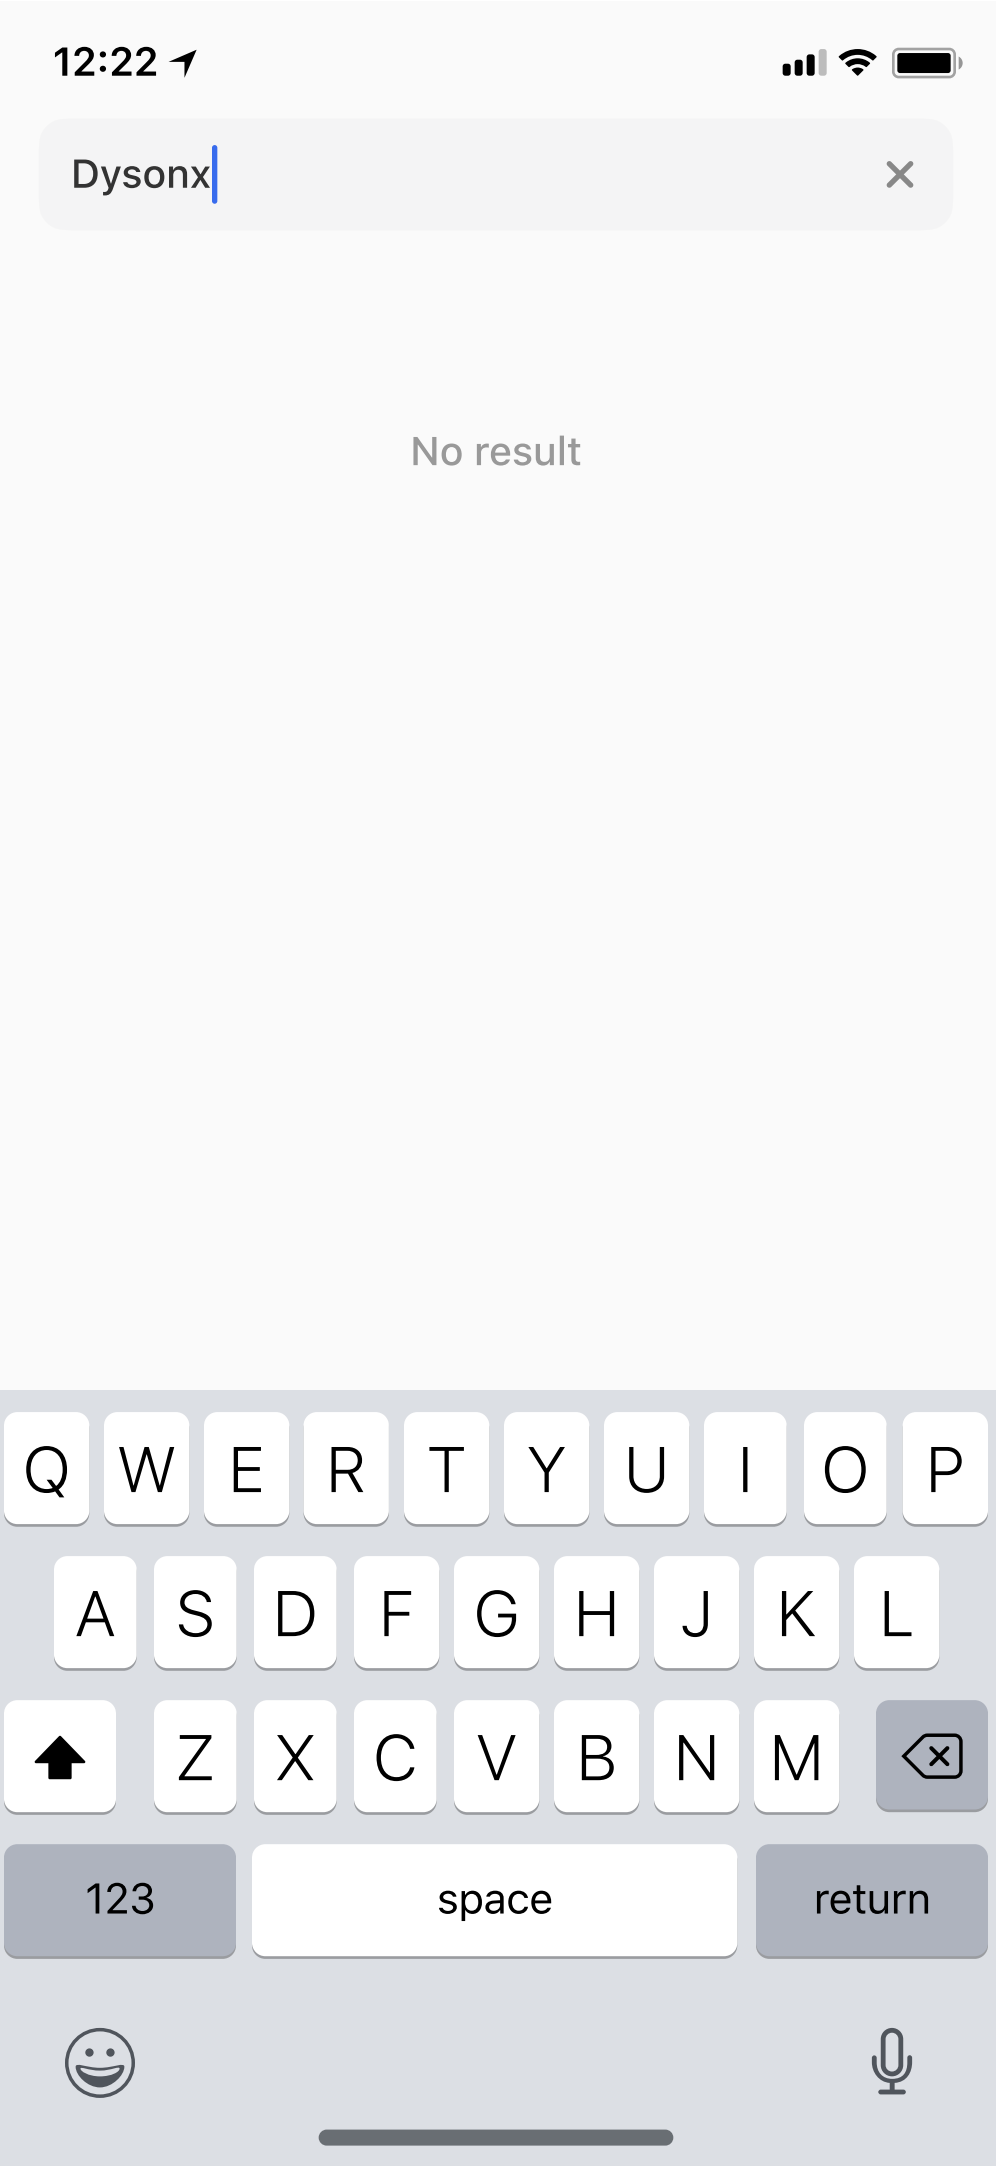 12:22
Dysonx
No result
Q W E R T Y U I O P
A S D F G H J K L
Z X C V B N M
123 space return